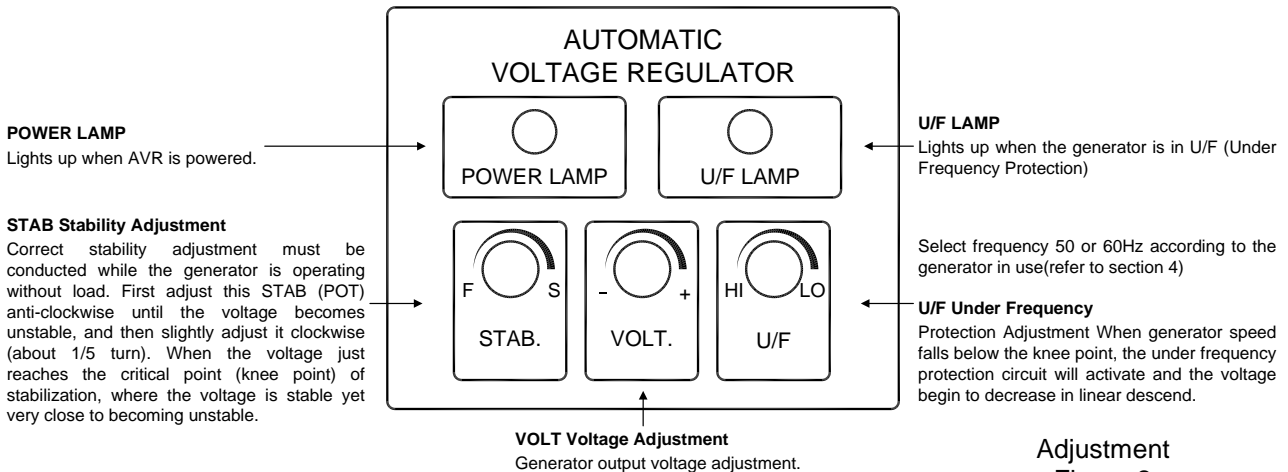 AUTOMATIC
VOLTAGE REGULATOR
POWER LAMP
U/F LAMP
F
S
STAB.
-
+
VOLT.
HI
LO
U/F
POWER LAMP
Lights up when AVR is powered.
STAB Stability Adjustment
Correct stability adjustment must be
conducted while the generator is operating
without load. First adjust this STAB (POT)
anti-clockwise until the voltage becomes
unstable, and then slightly adjust it clockwise
(about 1/5 turn). When the voltage just
reaches the critical point (knee point) of
stabilization, where the voltage is stable yet
very close to becoming unstable.
U/F LAMP
Lights up when the generator is in U/F (Under
Frequency Protection)
Select frequency 50 or 60Hz according to the
generator in use(refer to section 4)
U/F Under Frequency
Protection Adjustment When generator speed
falls below the knee point, the under frequency
protection circuit will activate and the voltage
begin to decrease in linear descend.
VOLT Voltage Adjustment
Generator output voltage adjustment.
Adjustment